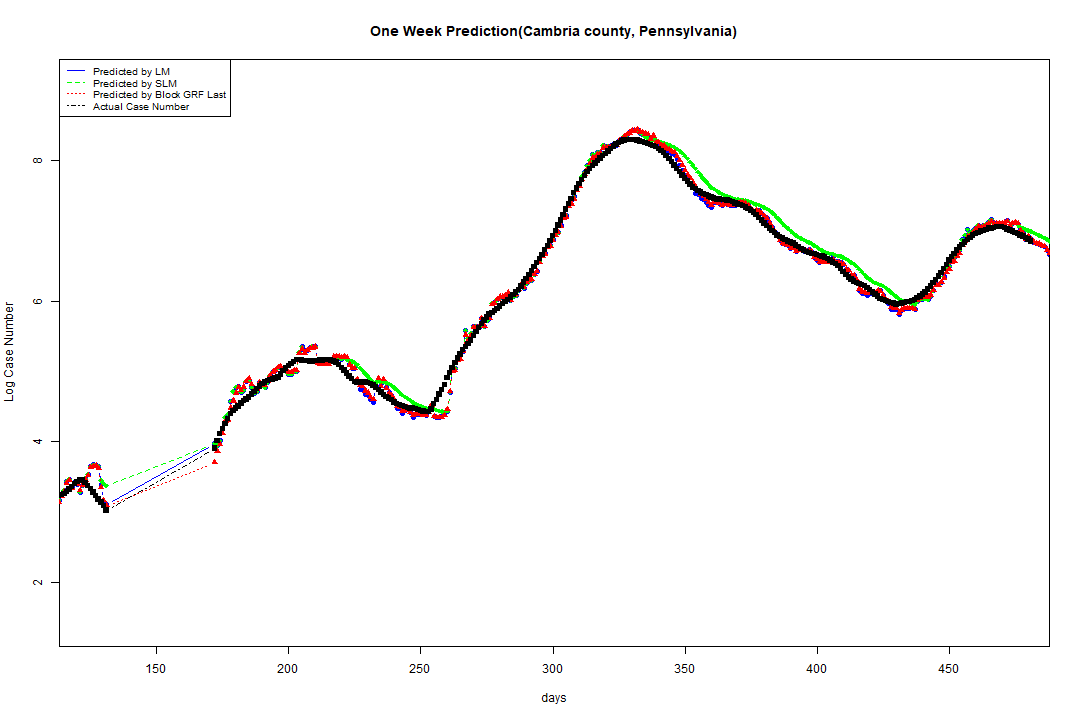 One Week Prediction(Cambria county, Pennsylvania)
Predicted by LM
Predicted by SLM
Predicted by Block GRF Last
Actual Case Number
8
6
4
2
Log Case Number
150 200 250 300 350 400 450
days